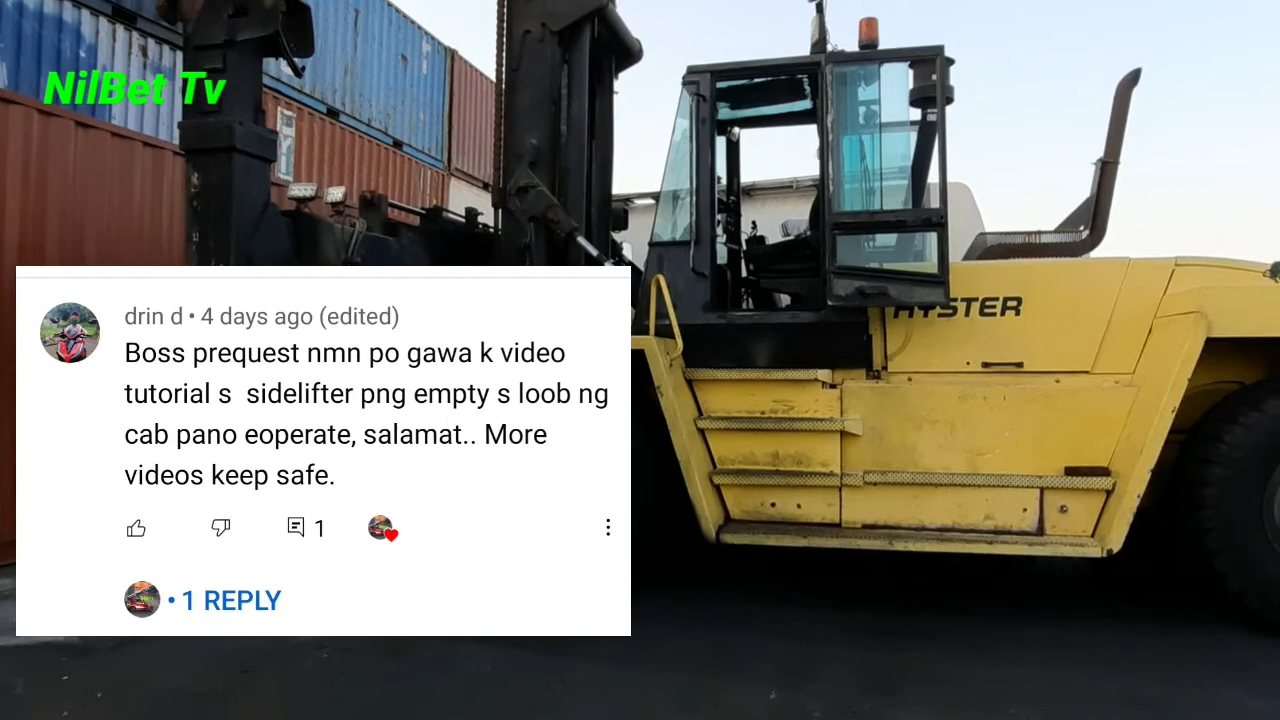 NilBet Tv
HYSTER
drin d • 4 days ago (edited)
Boss prequest nmn po gawa k video
tutorial s  sidelifter png empty s loob ng
cab pano eoperate, salamat.. More
videos keep safe.
1
• 1 REPLY